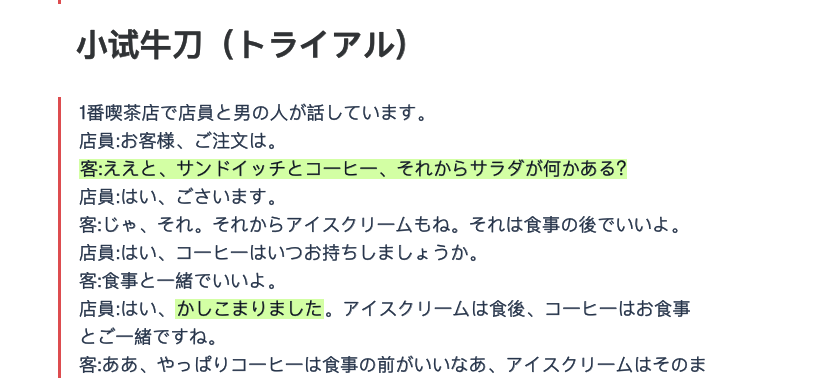 小试牛刀（トライアル）
1番喫茶店で店員と男の人が話しています。
店員:お客様、ご注文は。
客:ええと、サンドイッチとコーヒー、それからサラダが何かある?
店員:はい、ごさいます。
客:じゃ、それ。それからアイスクリームもね。それは食事の後でいいよ。
店員:はい、コーヒーはいつお持ちしましょうか。
客:食事と一緒でいいよ。
店員:はい、かしこまりました。アイスクリームは食後、コーヒーはお食事
とご一緒ですね。
客:ああ、やっぱりコーヒーは食事の前がいいなあ、アイスクリームはそのま